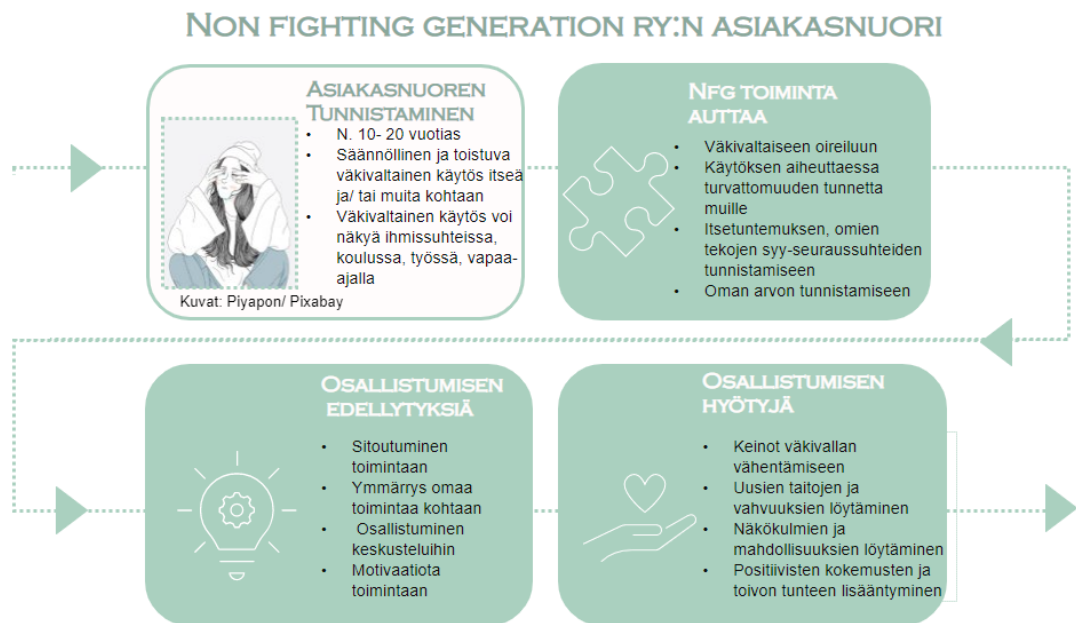 NON FIGHTING GENERATION RY:N ASIAKASNUORI
ASIAKASNUOREN
TUNNISTAMINEN
• N. 10- 20 vuotias
• Säännöllinen ja toistuva
väkivaltainen käytös itseä
ja/ tai muita kohtaan
• Väkivaltainen käytös voi
näkyä ihmissuhteissa,
koulussa, työssä, vapaa-
ajalla
Kuvat: Piyapon/ Pixabay
NFG TOIMINTA
AUTTAA
• Väkivaltaiseen oireiluun
• Käytöksen aiheuttaessa
turvattomuuden tunnetta
muille
• Itsetuntemuksen, omien
tekojen syy-seuraussuhteiden
tunnistamiseen
• Oman arvon tunnistamiseen
OSALLISTUMISEN
EDELLYTYKSIÄ
• Sitoutuminen
toimintaan
• Ymmärrys omaa
toimintaa kohtaan
• Osallistuminen
keskusteluihin
• Motivaatiota
toimintaan
OSALLISTUMISEN
HYÖTYJÄ
• Keinot väkivallan
vähentämiseen
• Uusien taitojen ja
vahvuuksien löytäminen
• Näkökulmien ja
mahdollisuuksien löytäminen
• Positiivisten kokemusten ja
toivon tunteen lisääntyminen